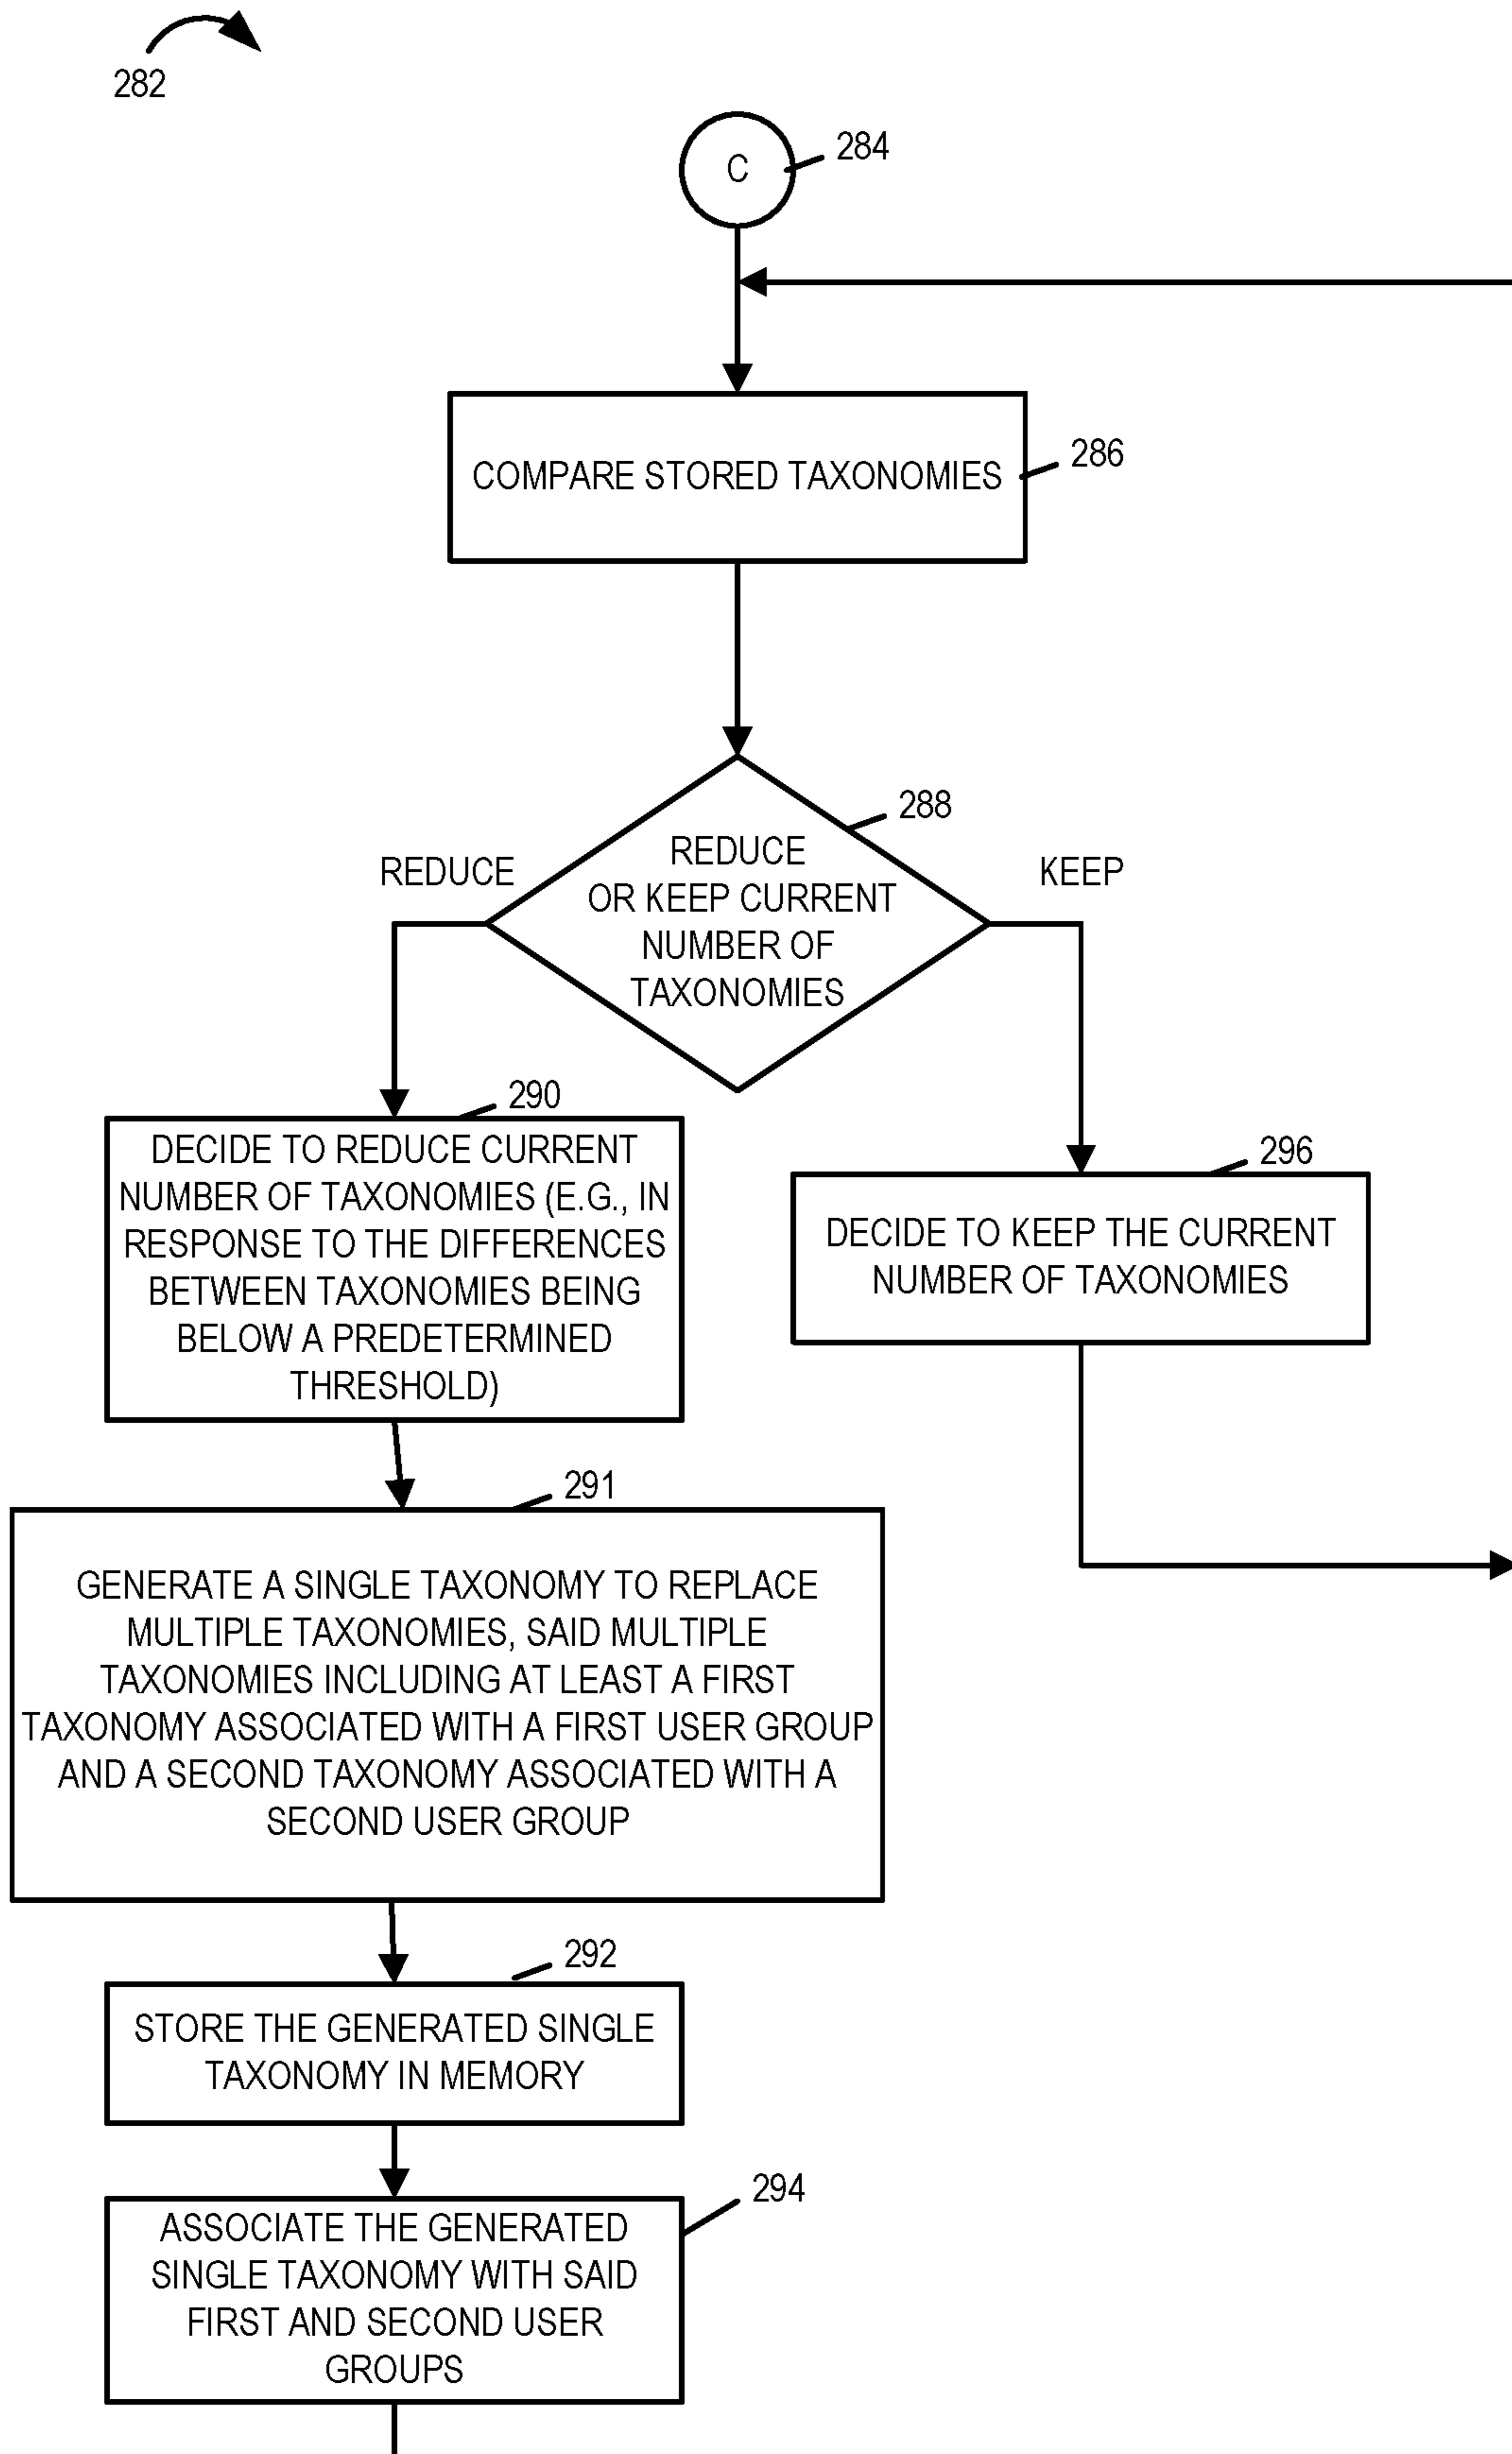 282
C
284
COMPARE STORED TAXONOMIES
286
288
REDUCE
REDUCE
OR KEEP CURRENT
NUMBER OF
TAXONOMIES
KEEP
290
DECIDE TO REDUCE CURRENT
NUMBER OF TAXONOMIES (E.G., IN
RESPONSE TO THE DIFFERENCES
BETWEEN TAXONOMIES BEING
BELOW A PREDETERMINED
THRESHOLD)
296
DECIDE TO KEEP THE CURRENT
NUMBER OF TAXONOMIES
291
GENERATE A SINGLE TAXONOMY TO REPLACE
MULTIPLE TAXONOMIES, SAID MULTIPLE
TAXONOMIES INCLUDING AT LEAST A FIRST
TAXONOMY ASSOCIATED WITH A FIRST USER GROUP
AND A SECOND TAXONOMY ASSOCIATED WITH A
SECOND USER GROUP
292
STORE THE GENERATED SINGLE
TAXONOMY IN MEMORY
294
ASSOCIATE THE GENERATED
SINGLE TAXONOMY WITH SAID
FIRST AND SECOND USER
GROUPS